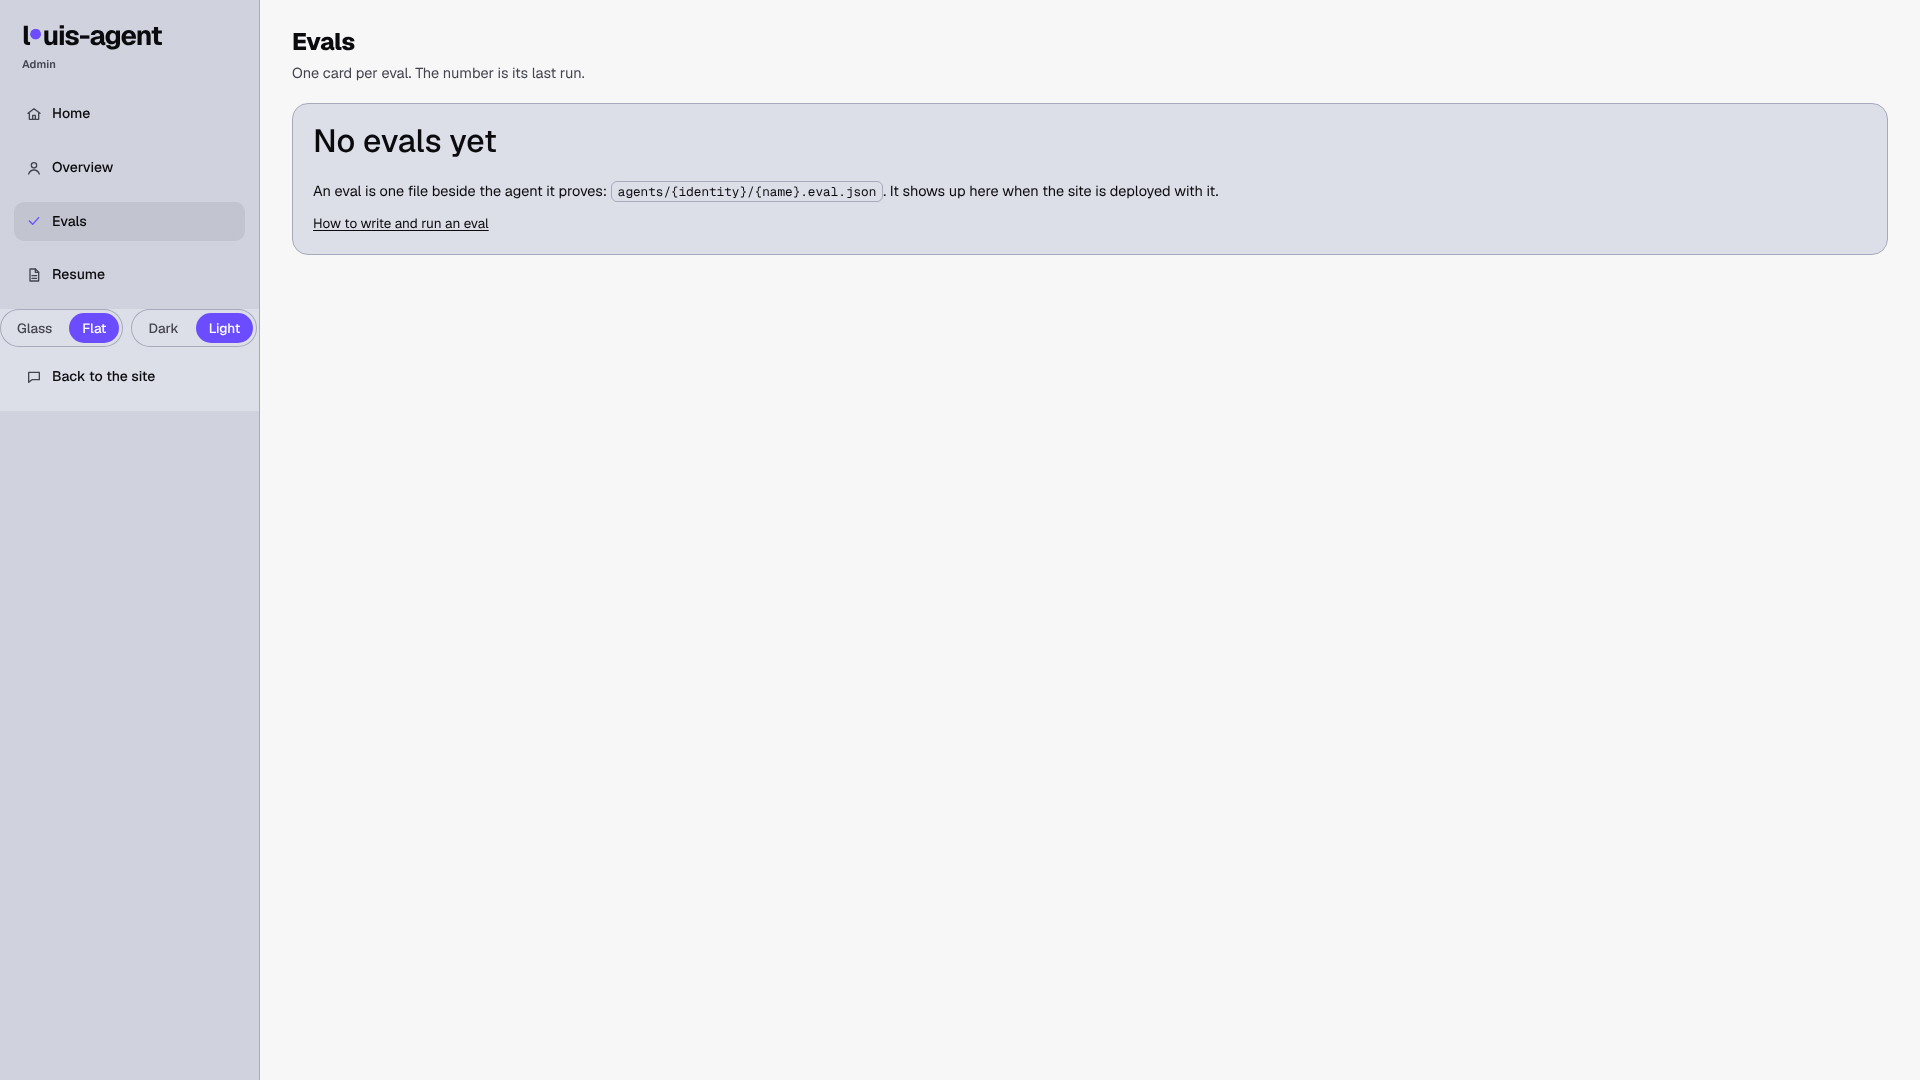 louis-agent
Admin
Home
Overview
Evals
Resume
Glass Flat Dark Light
Back to the site
Evals
One card per eval. The number is its last run.
No evals yet
An eval is one file beside the agent it proves: agents/{identity}/{name}.eval.json. It shows up here when the site is deployed with it.
How to write and run an eval